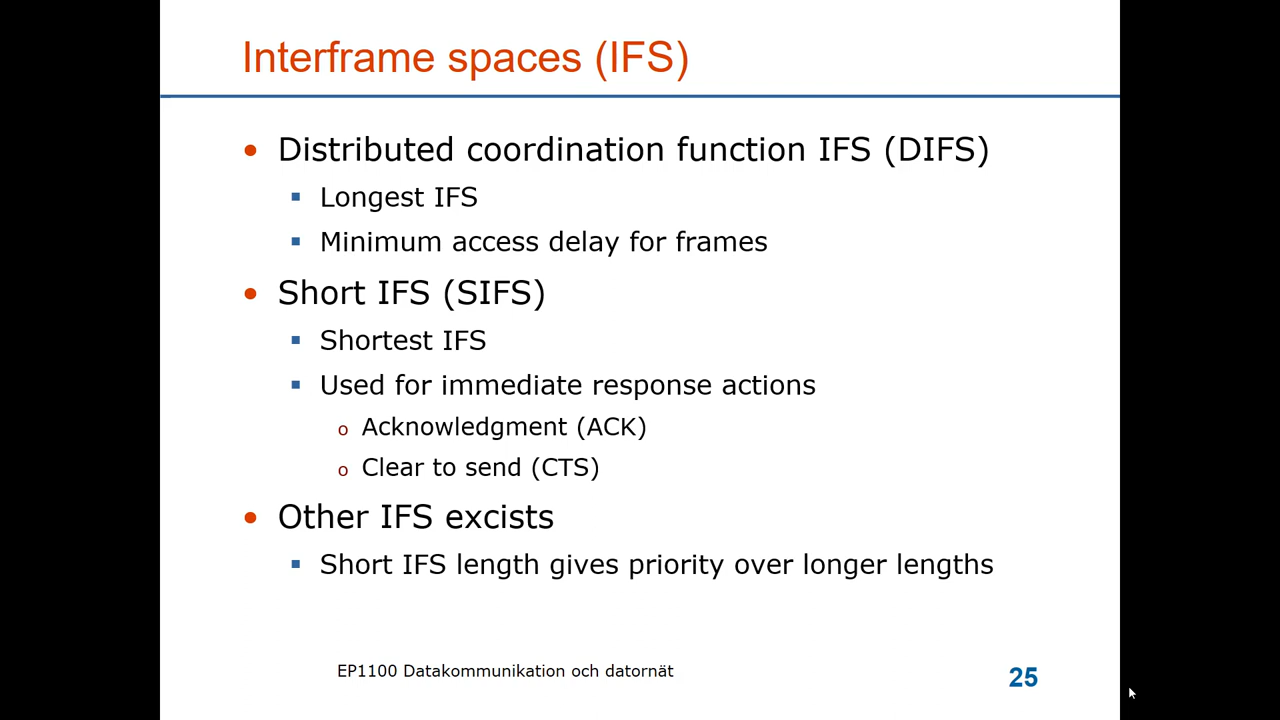 Interframe spaces (IFS)
• Distributed coordination function IFS (DIFS)
▪ Longest IFS
▪ Minimum access delay for frames
• Short IFS (SIFS)
▪ Shortest IFS
▪ Used for immediate response actions
o Acknowledgment (ACK)
o Clear to send (CTS)
• Other IFS excists
▪ Short IFS length gives priority over longer lengths
EP1100 Datakommunikation och datornät
25